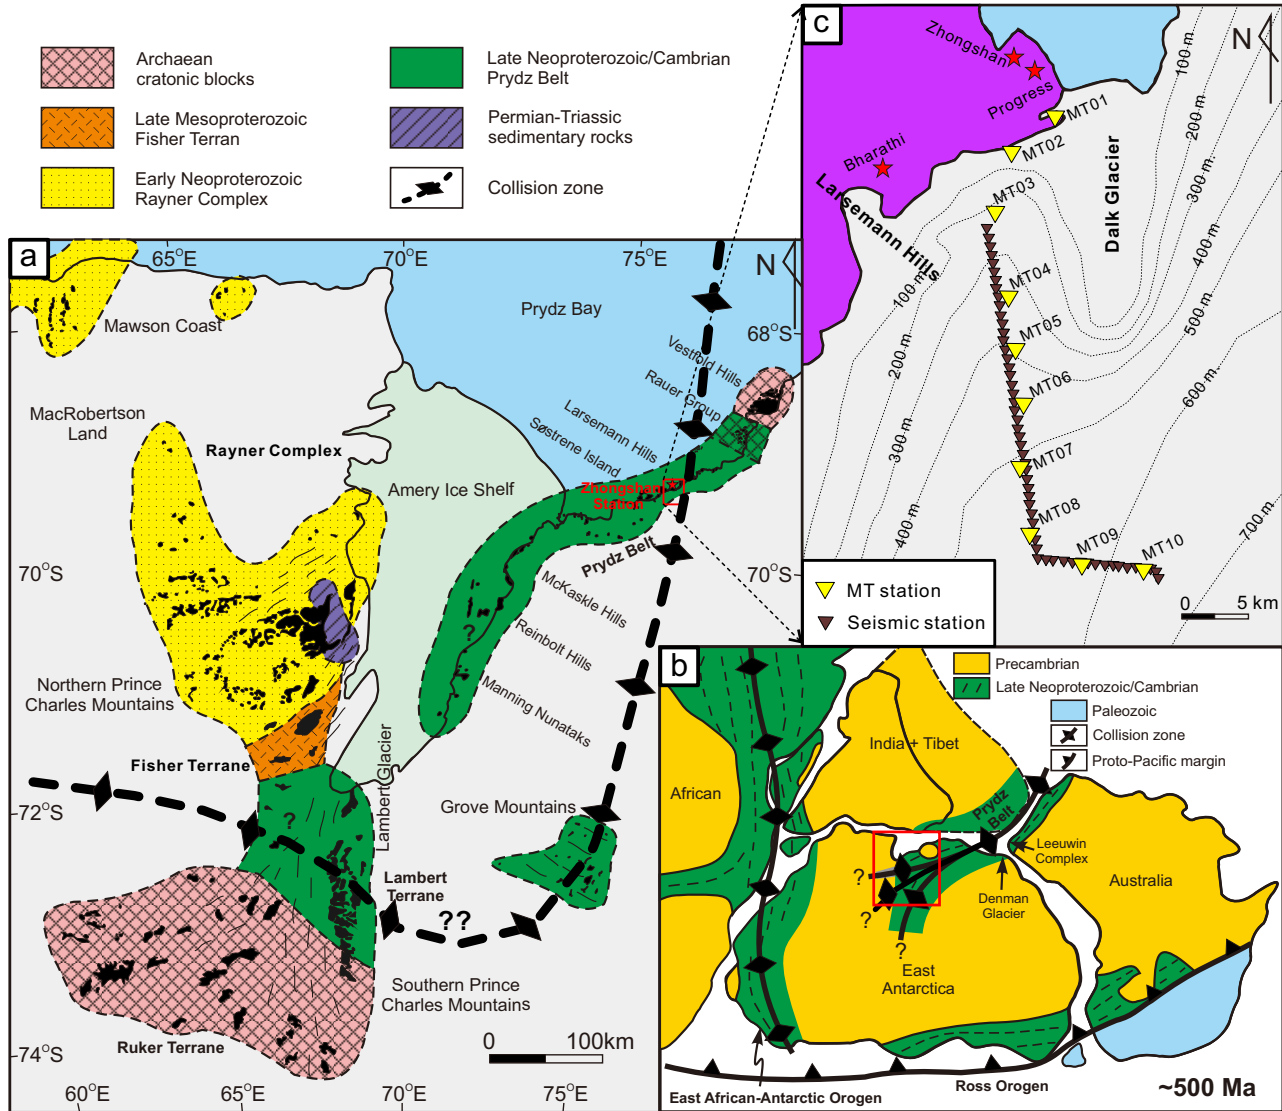 Archaean
cratonic blocks
Late Mesoproterozoic
Fisher Terran
Early Neoproterozoic
Rayner Complex
Late Neoproterozoic/Cambrian
Prydz Belt
Permian-Triassic
sedimentary rocks
Collision zone
a
65°E
70°E
75°E
N
Mawson Coast
Prydz Bay
68°S
Vestfold Hills
Rauer Group
Larsemann Hills
Søstrene Island
MacRobertson
Land
Rayner Complex
Amery Ice Shelf
Zhongshan
Station
Prydz Belt
70°S
70°S
McKaskle Hills
Reinbolt Hills
Manning Nunataks
?
Northern Prince
Charles Mountains
Fisher Terrane
Lambert Glacier
Grove Mountains
72°S
?
Lambert
Terrane
??
Southern Prince
Charles Mountains
Ruker Terrane
0
100km
74°S
60°E
65°E
70°E
75°E
c
Zhongshan
Progress
Bharathi
Larsemann Hills
Dalk Glacier
N
MT01
MT02
MT03
MT04
MT05
MT06
MT07
MT08
MT09
MT10
100 m
200 m
300 m
400 m
500 m
600 m
700 m
100 m
200 m
300 m
400 m
MT station
Seismic station
0
5 km
b
Precambrian
Late Neoproterozoic/Cambrian
Paleozoic
Collision zone
Proto-Pacific margin
India + Tibet
African
Prydz
Belt
Leeuwin
Complex
Australia
Denman
Glacier
?
?
?
East
Antarctica
East African-Antarctic Orogen
Ross Orogen
~500 Ma